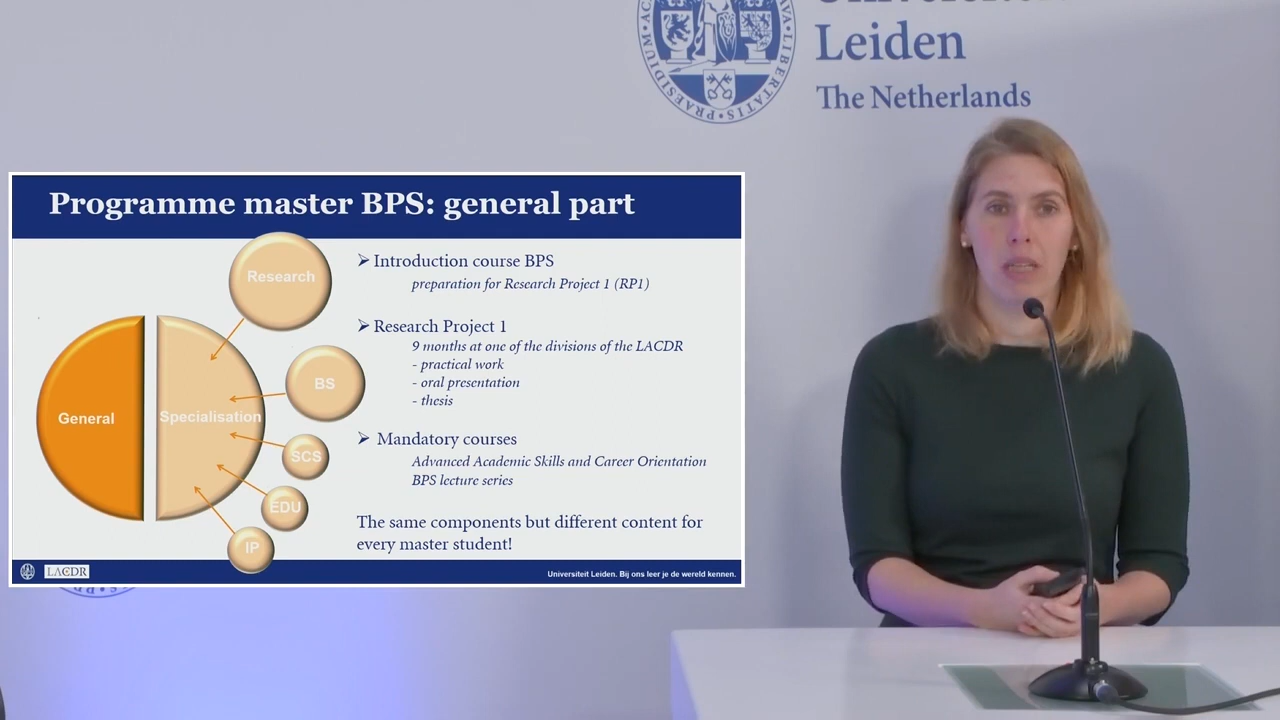 Leiden
The Netherlands
PRAESIDIUM
LIBERTATIS
Programme master BPS: general part
Research
BS
SCS
EDU
IP
General
Specialisation
➢ Introduction course BPS
preparation for Research Project 1 (RP1)
➢ Research Project 1
9 months at one of the divisions of the LACDR
- practical work
- oral presentation
- thesis
➢ Mandatory courses
Advanced Academic Skills and Career Orientation
BPS lecture series
The same components but different content for
every master student!
LACDR
Universiteit Leiden. Bij ons leer je de wereld kennen.